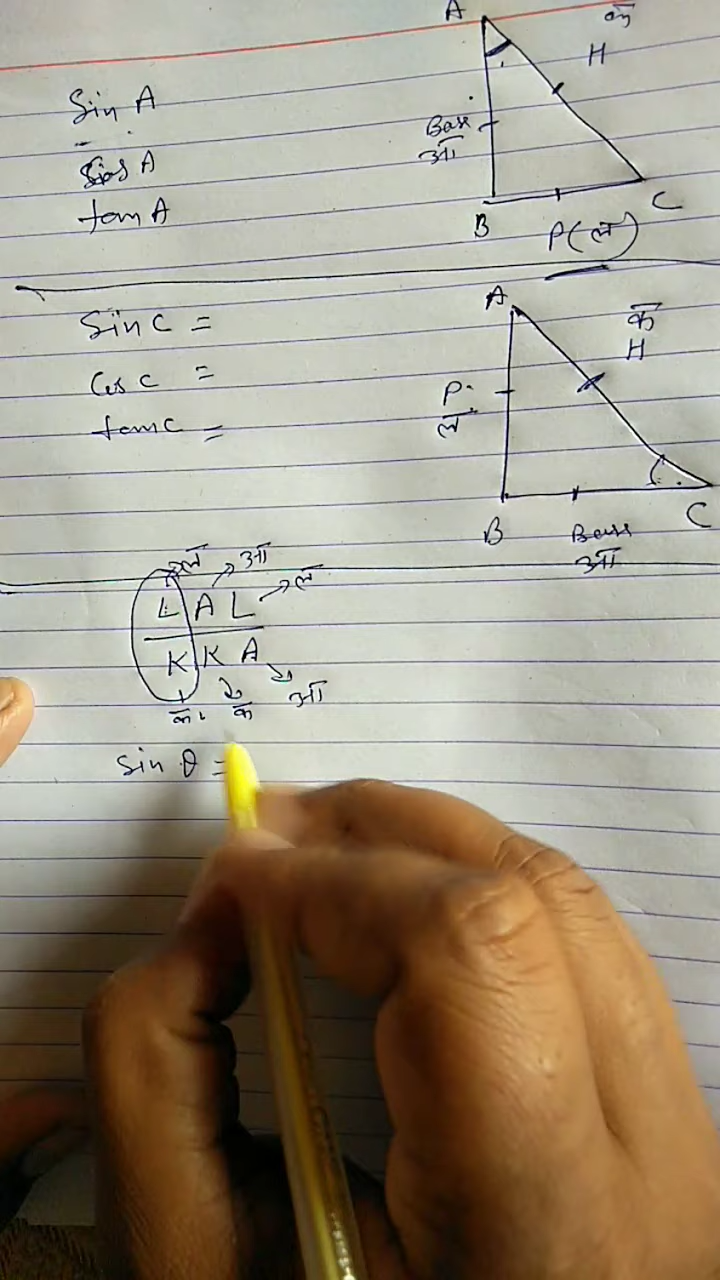 A क
H
Sin A
Base
आ
Cos A
tan A
B C
P(ल)
Sin C =
A क
H
Cos C =
P
ल
tan C =
B Base C
आ
ल आ ल
L A L
K K A
क क आ
sin θ =